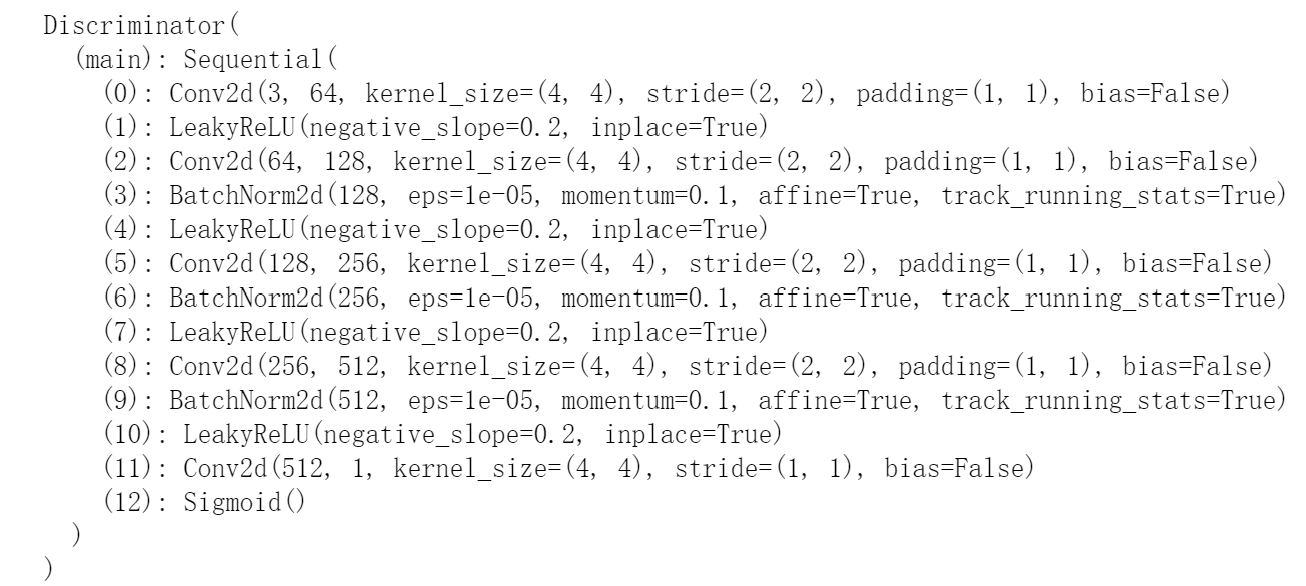 Discriminator(
  (main): Sequential(
    (0): Conv2d(3, 64, kernel_size=(4, 4), stride=(2, 2), padding=(1, 1), bias=False)
    (1): LeakyReLU(negative_slope=0.2, inplace=True)
    (2): Conv2d(64, 128, kernel_size=(4, 4), stride=(2, 2), padding=(1, 1), bias=False)
    (3): BatchNorm2d(128, eps=1e-05, momentum=0.1, affine=True, track_running_stats=True)
    (4): LeakyReLU(negative_slope=0.2, inplace=True)
    (5): Conv2d(128, 256, kernel_size=(4, 4), stride=(2, 2), padding=(1, 1), bias=False)
    (6): BatchNorm2d(256, eps=1e-05, momentum=0.1, affine=True, track_running_stats=True)
    (7): LeakyReLU(negative_slope=0.2, inplace=True)
    (8): Conv2d(256, 512, kernel_size=(4, 4), stride=(2, 2), padding=(1, 1), bias=False)
    (9): BatchNorm2d(512, eps=1e-05, momentum=0.1, affine=True, track_running_stats=True)
    (10): LeakyReLU(negative_slope=0.2, inplace=True)
    (11): Conv2d(512, 1, kernel_size=(4, 4), stride=(1, 1), bias=False)
    (12): Sigmoid()
  )
)